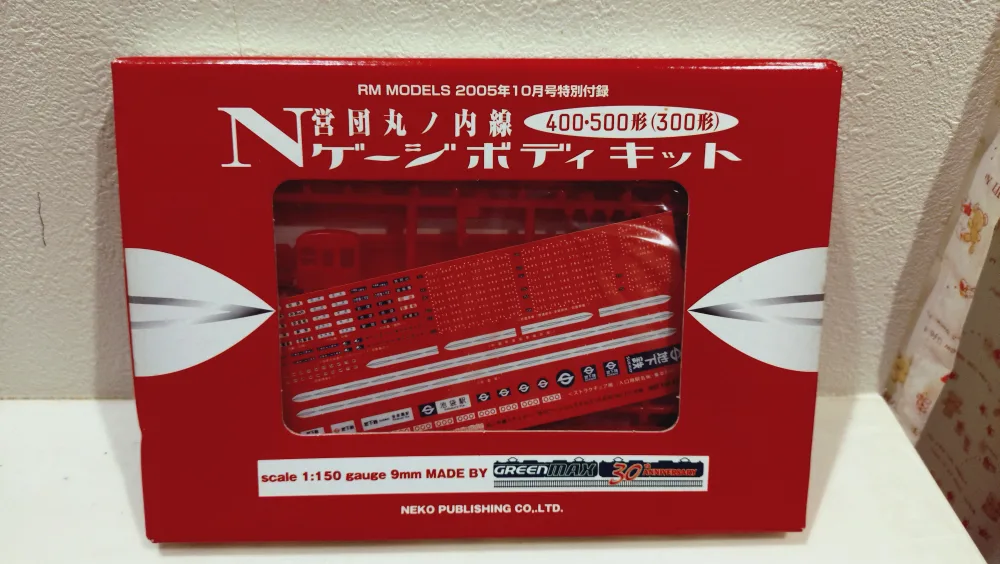 RM MODELS 2005年10月号特別付録
営団丸ノ内線 400・500形(300形)
Nゲージボディキット
地下鉄
池袋駅
scale 1:150 gauge 9mm MADE BY GREENMAX 30th ANNIVERSARY
NEKO PUBLISHING CO,.LTD.